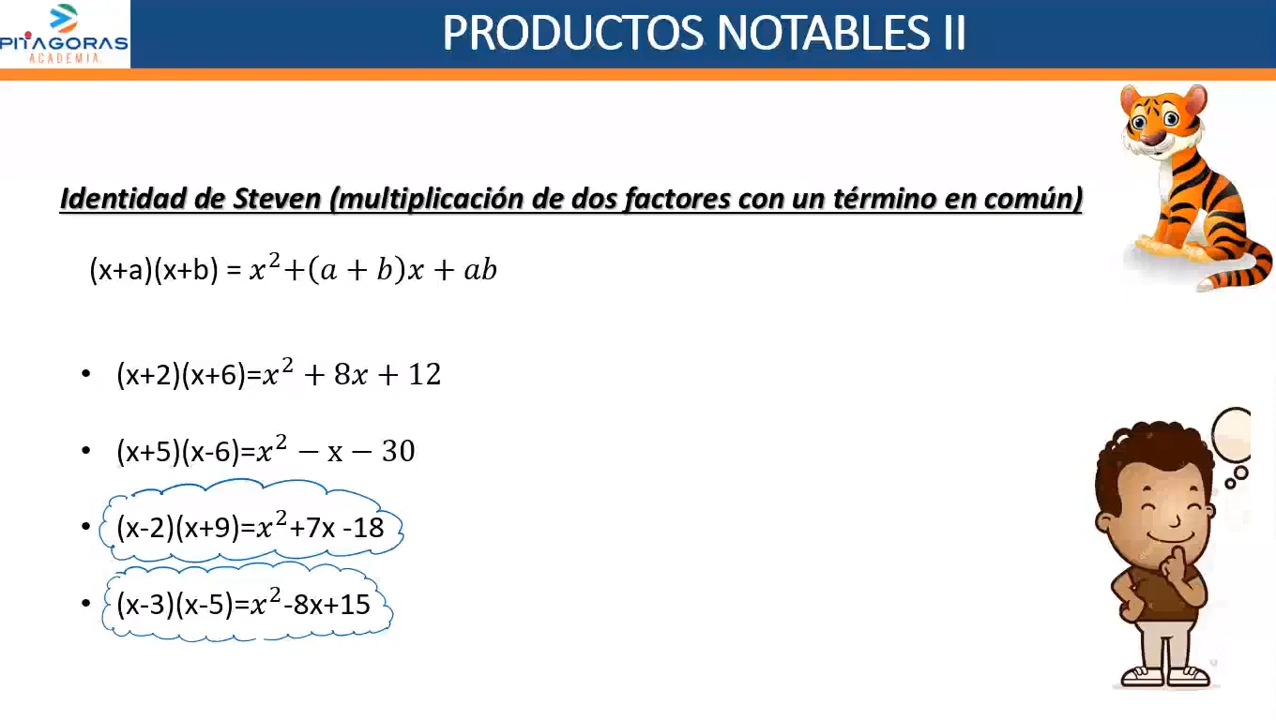 PITAGORAS
ACADEMIA
PRODUCTOS NOTABLES II
Identidad de Steven (multiplicación de dos factores con un término en común)
(x+a)(x+b) = x²+(a + b)x + ab
• (x+2)(x+6)=x² + 8x + 12
• (x+5)(x-6)=x² − x − 30
• (x-2)(x+9)=x²+7x -18
• (x-3)(x-5)=x²-8x+15